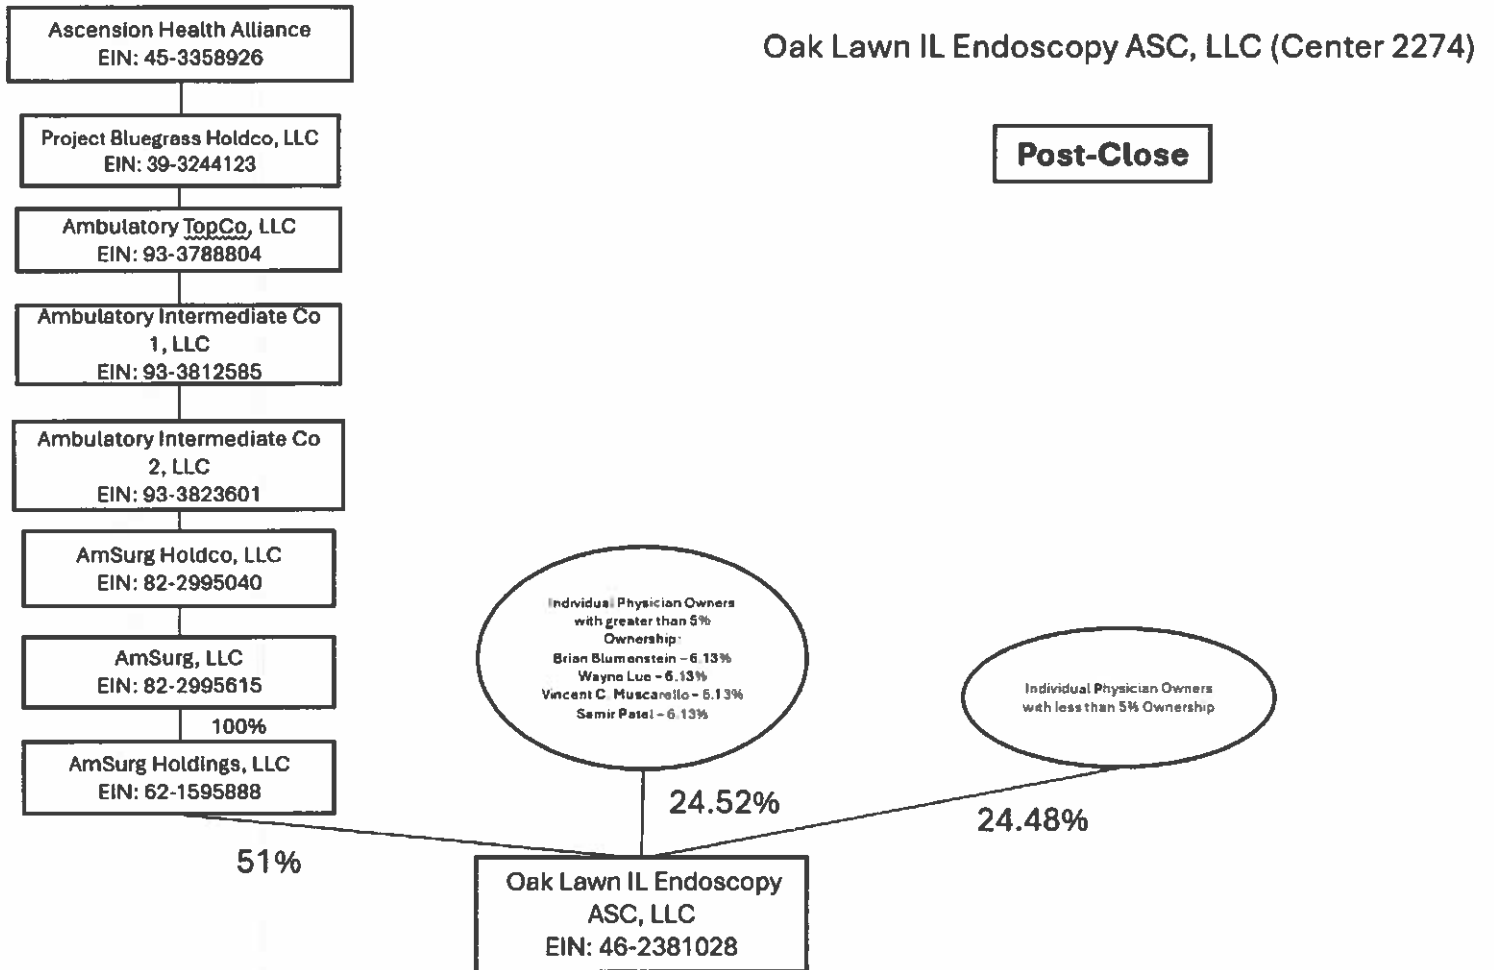 Ascension Health Alliance
EIN: 45-3358926
Oak Lawn IL Endoscopy ASC, LLC (Center 2274)
Project Bluegrass Holdco, LLC
EIN: 39-3244123
Post-Close
Ambulatory TopCo, LLC
EIN: 93-3788804
Ambulatory Intermediate Co
1, LLC
EIN: 93-3812585
Ambulatory Intermediate Co
2, LLC
EIN: 93-3823601
AmSurg Holdco, LLC
EIN: 82-2995040
AmSurg, LLC
EIN: 82-2995615
100%
AmSurg Holdings, LLC
EIN: 62-1595888
Individual Physician Owners
with greater than 5%
Ownership:
Brian Blumenstein – 6.13%
Wayne Lue – 6.13%
Vincent C. Muscarello – 6.13%
Samir Patel – 6.13%
Individual Physician Owners
with less than 5% Ownership
51%
24.52%
24.48%
Oak Lawn IL Endoscopy
ASC, LLC
EIN: 46-2381028